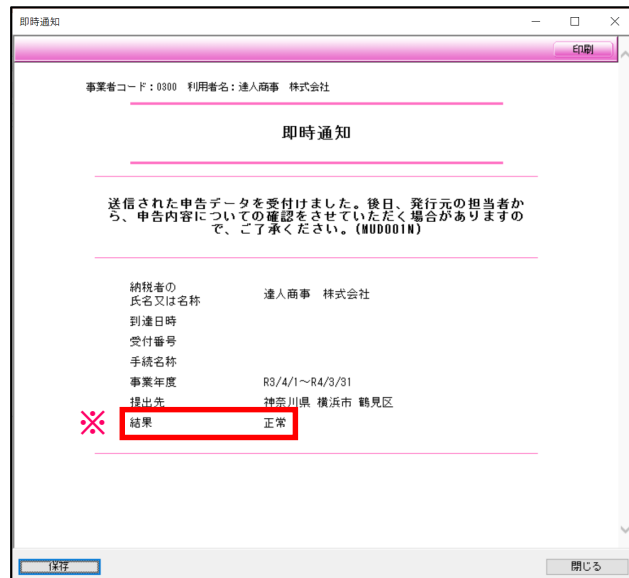 即時通知
印刷
事業者コード:0300 利用者名:達人商事 株式会社
即時通知
送信された申告データを受付けました。後日、発行元の担当者か
ら、申告内容についての確認をさせていただく場合がありますの
で、ご了承ください。(MUD001N)
納税者の
氏名又は名称 達人商事 株式会社
到達日時
受付番号
手続名称
事業年度 R3/4/1~R4/3/31
提出先 神奈川県 横浜市 鶴見区
※ 結果 正常
保存 閉じる